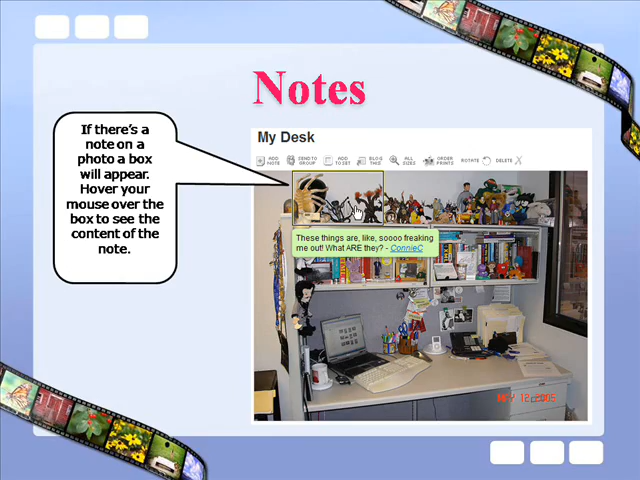 Notes
If there's a
note on a
photo a box
will appear.
Hover your
mouse over the
box to see the
content of the
note.
My Desk
ADD NOTE SEND TO GROUP ADD TO SET BLOG THIS ALL SIZES ORDER PRINTS ROTATE DELETE
These things are, like, soooo freaking
me out! What ARE they? - ConnieC
MAY 12, 2005